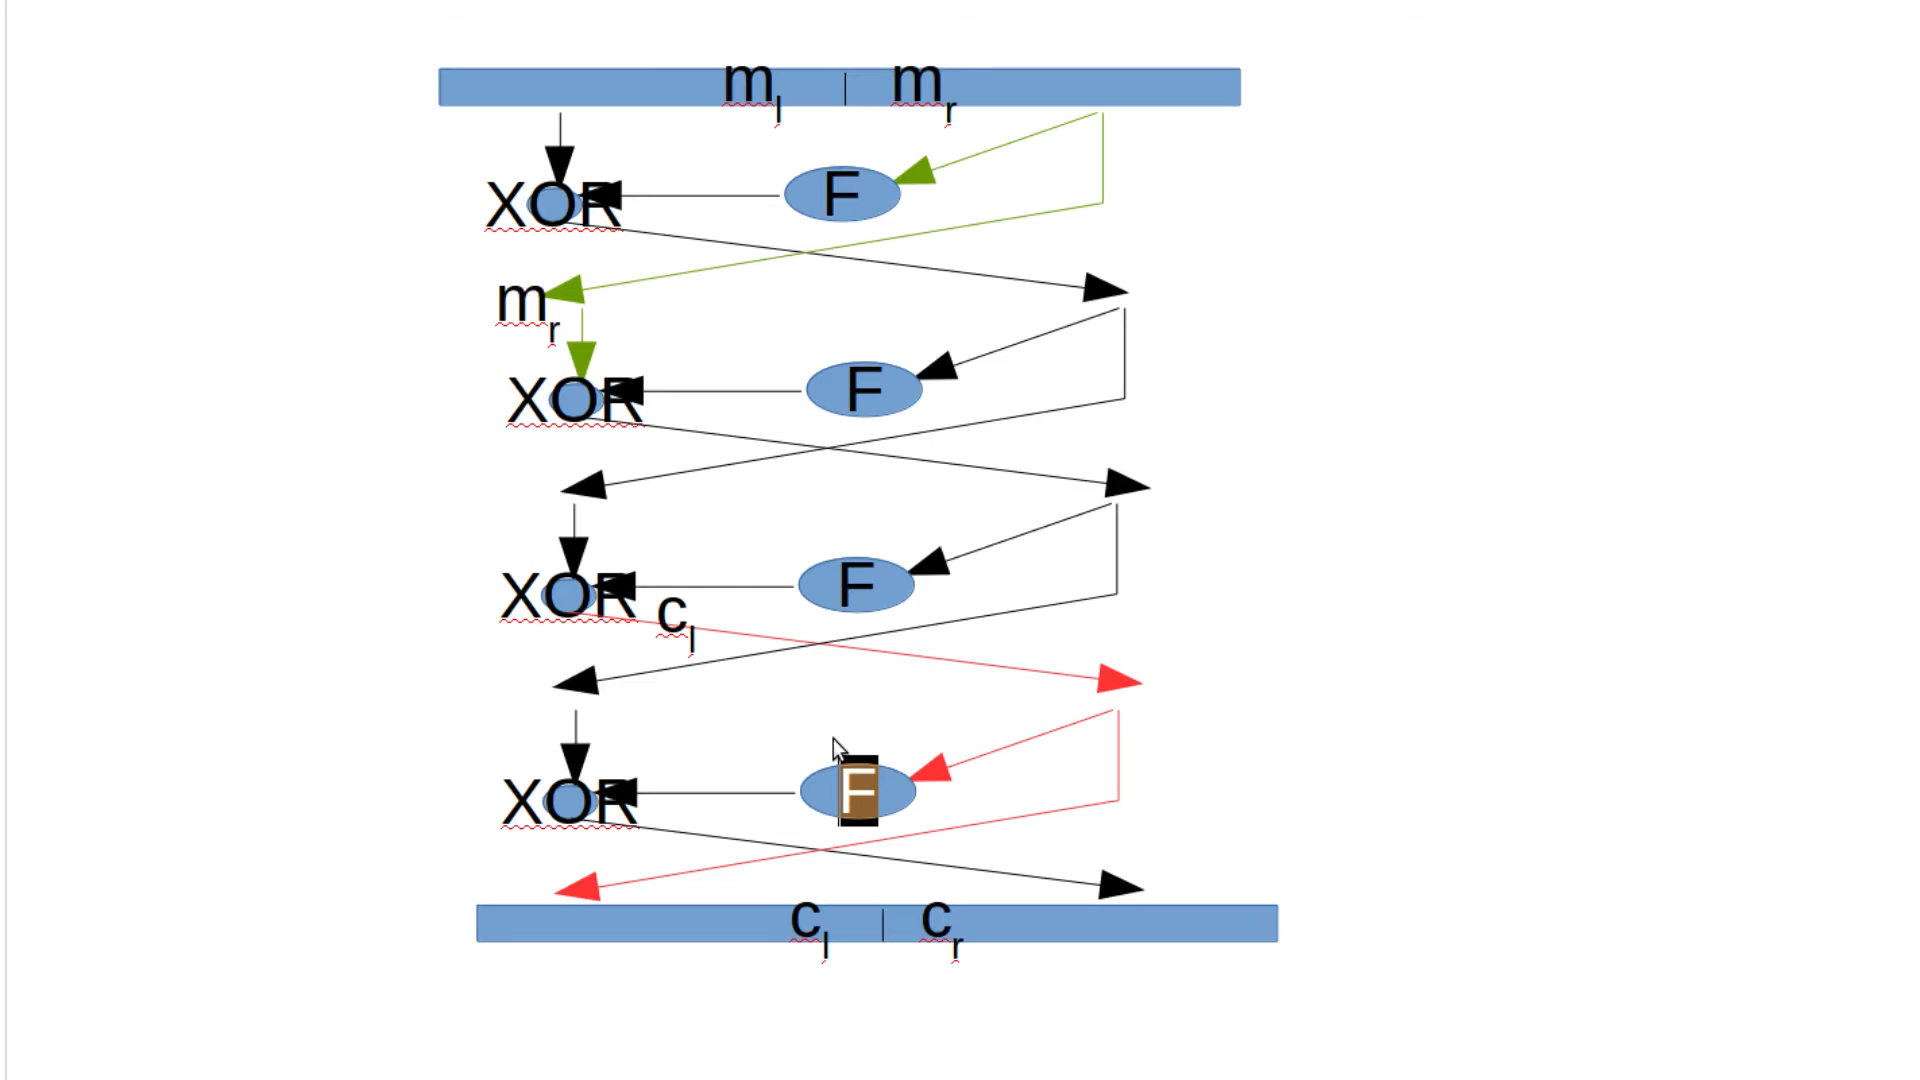 m_l | m_r
XOR F
m_r
XOR F
XOR F
c_l
XOR F
c_l | c_r